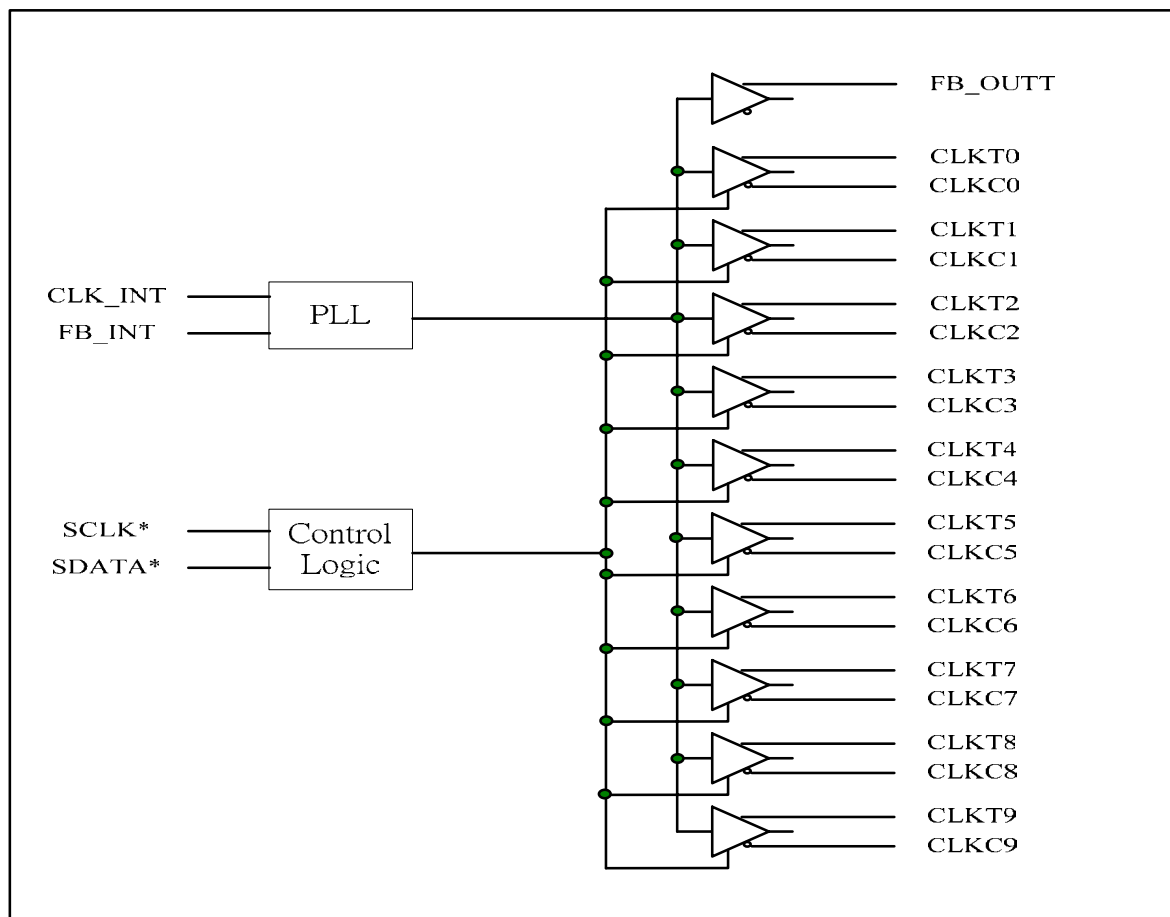 FB_OUTT
CLKT0
CLKC0
CLKT1
CLKC1
CLK_INT
FB_INT
PLL
CLKT2
CLKC2
CLKT3
CLKC3
CLKT4
CLKC4
SCLK*
SDATA*
Control
Logic
CLKT5
CLKC5
CLKT6
CLKC6
CLKT7
CLKC7
CLKT8
CLKC8
CLKT9
CLKC9